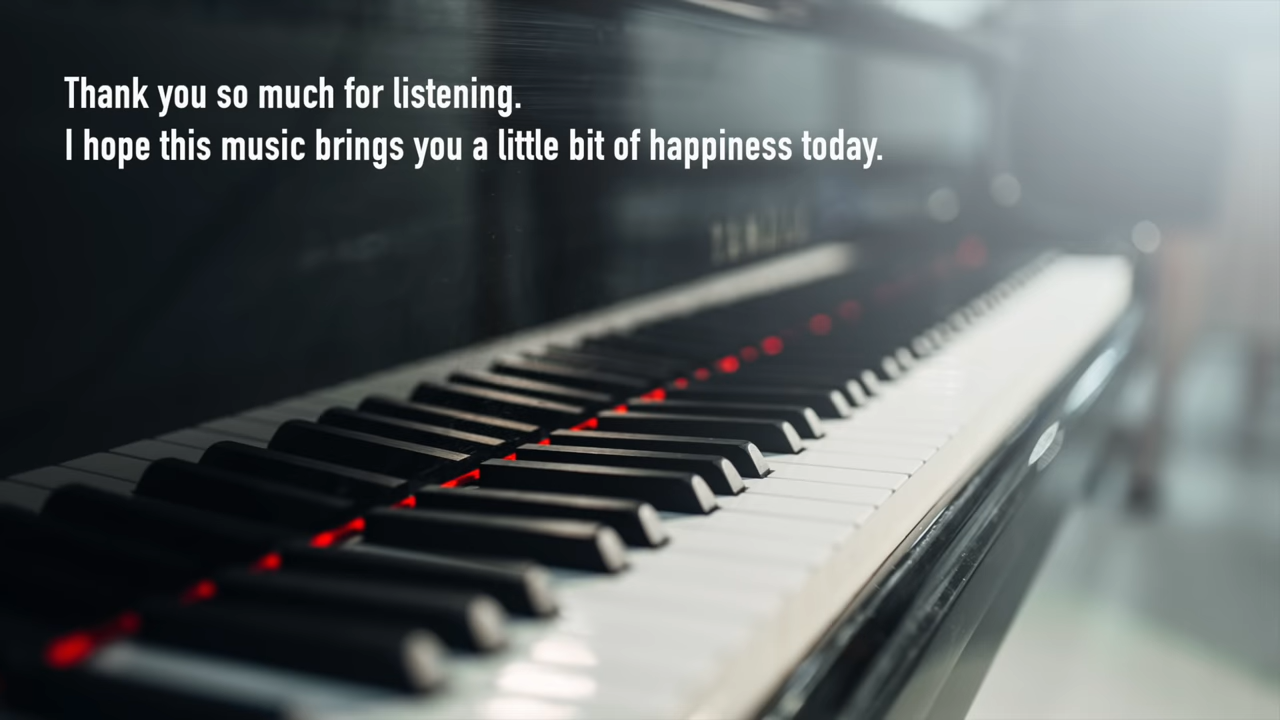 Thank you so much for listening.
I hope this music brings you a little bit of happiness today.